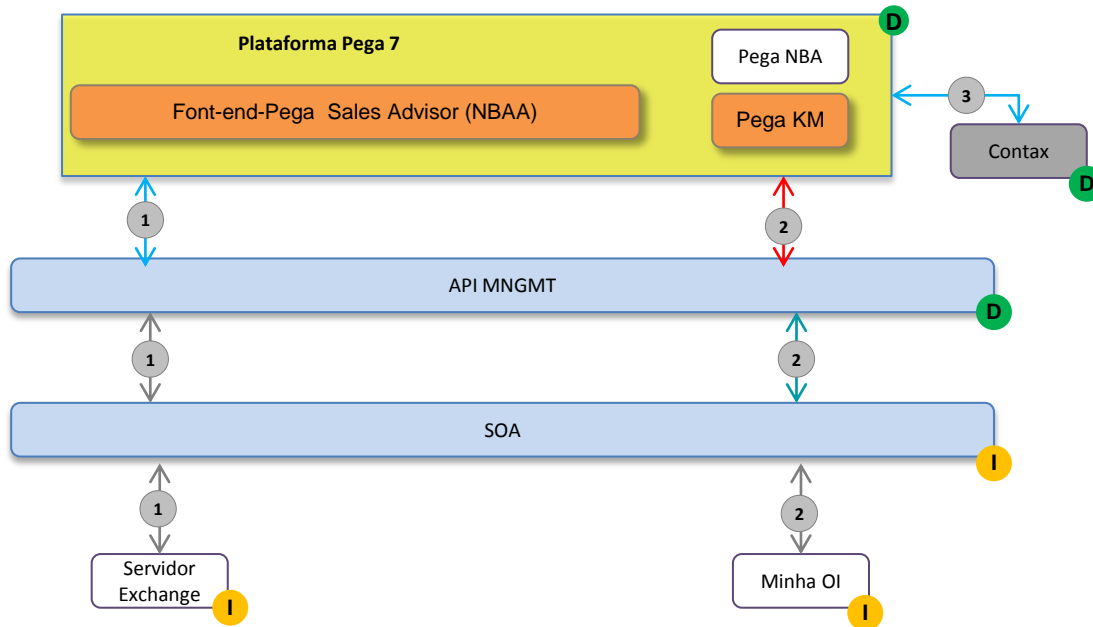 D
Plataforma Pega 7
Pega NBA
Font-end-Pega Sales Advisor (NBAA)
Pega KM
3
Contax
D
1
2
API MNGMT
D
1
2
SOA
I
1
2
Servidor
Exchange
I
Minha OI
I